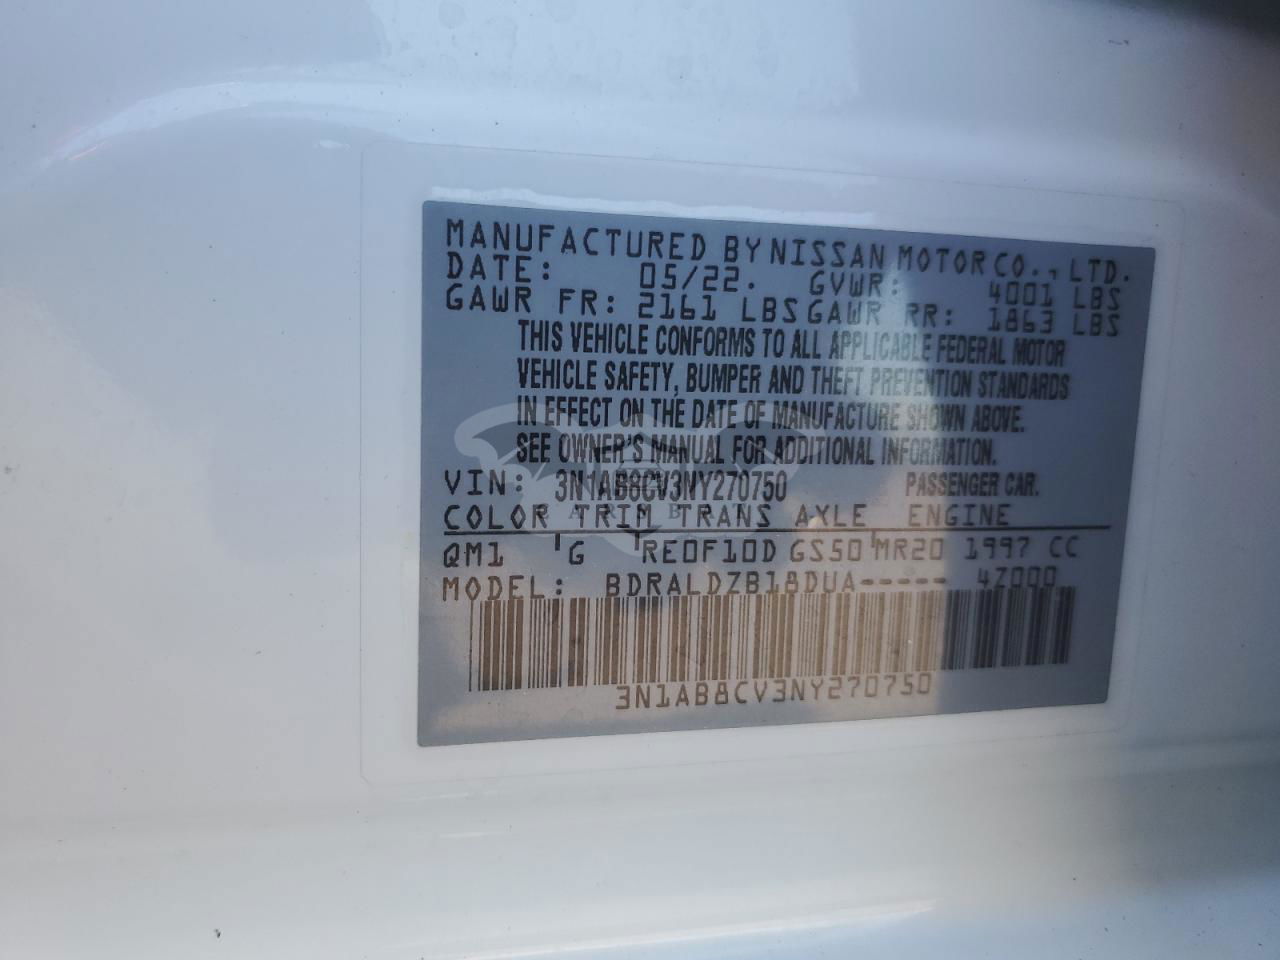 MANUFACTURED BY NISSAN MOTOR CO., LTD.
DATE: 05/22. GVWR: 4001 LBS
GAWR FR: 2161 LBS GAWR RR: 1863 LBS
THIS VEHICLE CONFORMS TO ALL APPLICABLE FEDERAL MOTOR
VEHICLE SAFETY, BUMPER AND THEFT PREVENTION STANDARDS
IN EFFECT ON THE DATE OF MANUFACTURE SHOWN ABOVE.
SEE OWNER'S MANUAL FOR ADDITIONAL INFORMATION.
VIN: 3N1AB8CV3NY270750 PASSENGER CAR.
COLOR TRIM TRANS AXLE ENGINE
QM1 G RE0F10D GS50 MR20 1997 CC
MODEL: BDRALDZB18DUA----- 4Z000
3N1AB8CV3NY270750